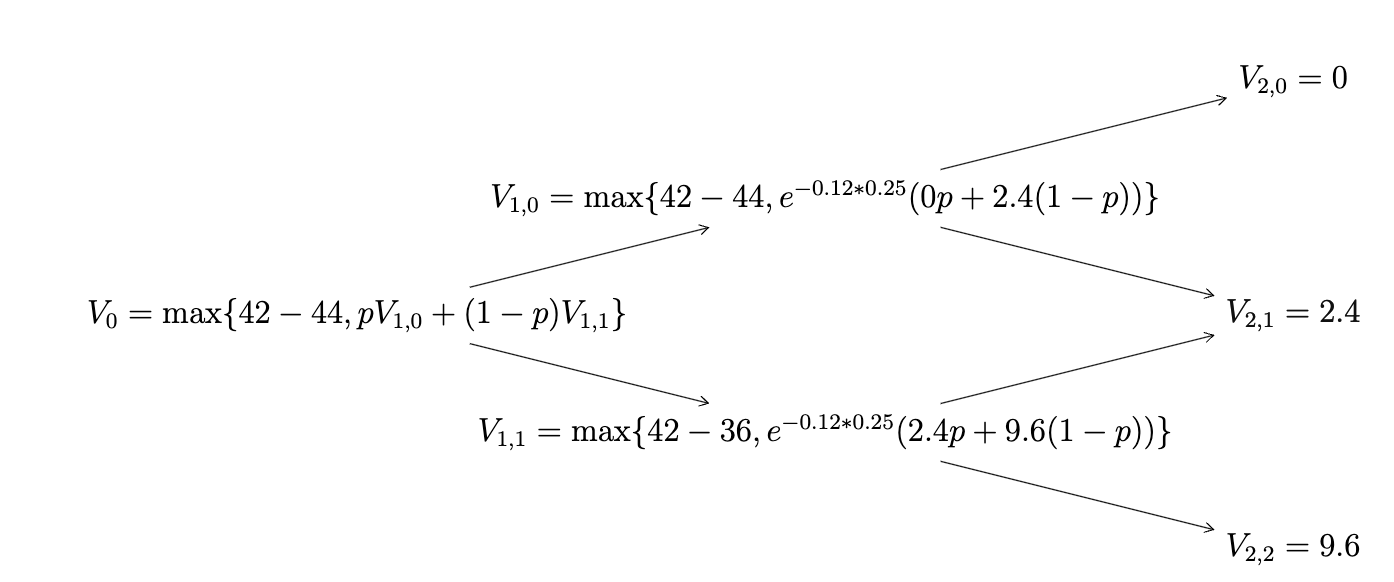 V_{2,0} = 0
V_{1,0} = max{42 − 44, e^{−0.12*0.25}(0p + 2.4(1 − p))}
V_0 = max{42 − 44, pV_{1,0} + (1 − p)V_{1,1}}
V_{2,1} = 2.4
V_{1,1} = max{42 − 36, e^{−0.12*0.25}(2.4p + 9.6(1 − p))}
V_{2,2} = 9.6